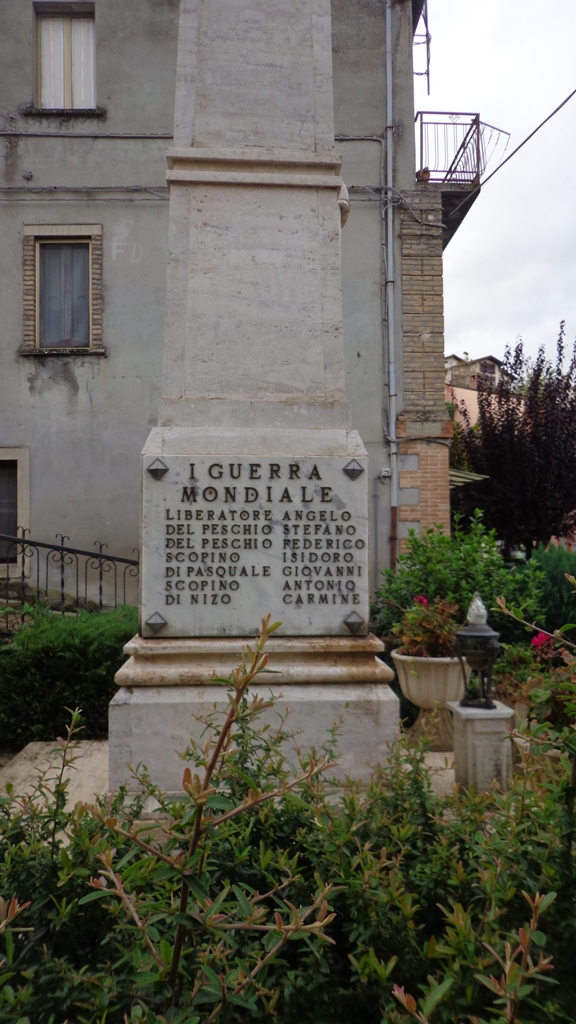 I GUERRA
MONDIALE
LIBERATORE ANGELO
DEL PESCHIO STEFANO
DEL PESCHIO FEDERICO
SCOPINO ISIDORO
DI PASQUALE GIOVANNI
SCOPINO ANTONIO
DI NIZO CARMINE